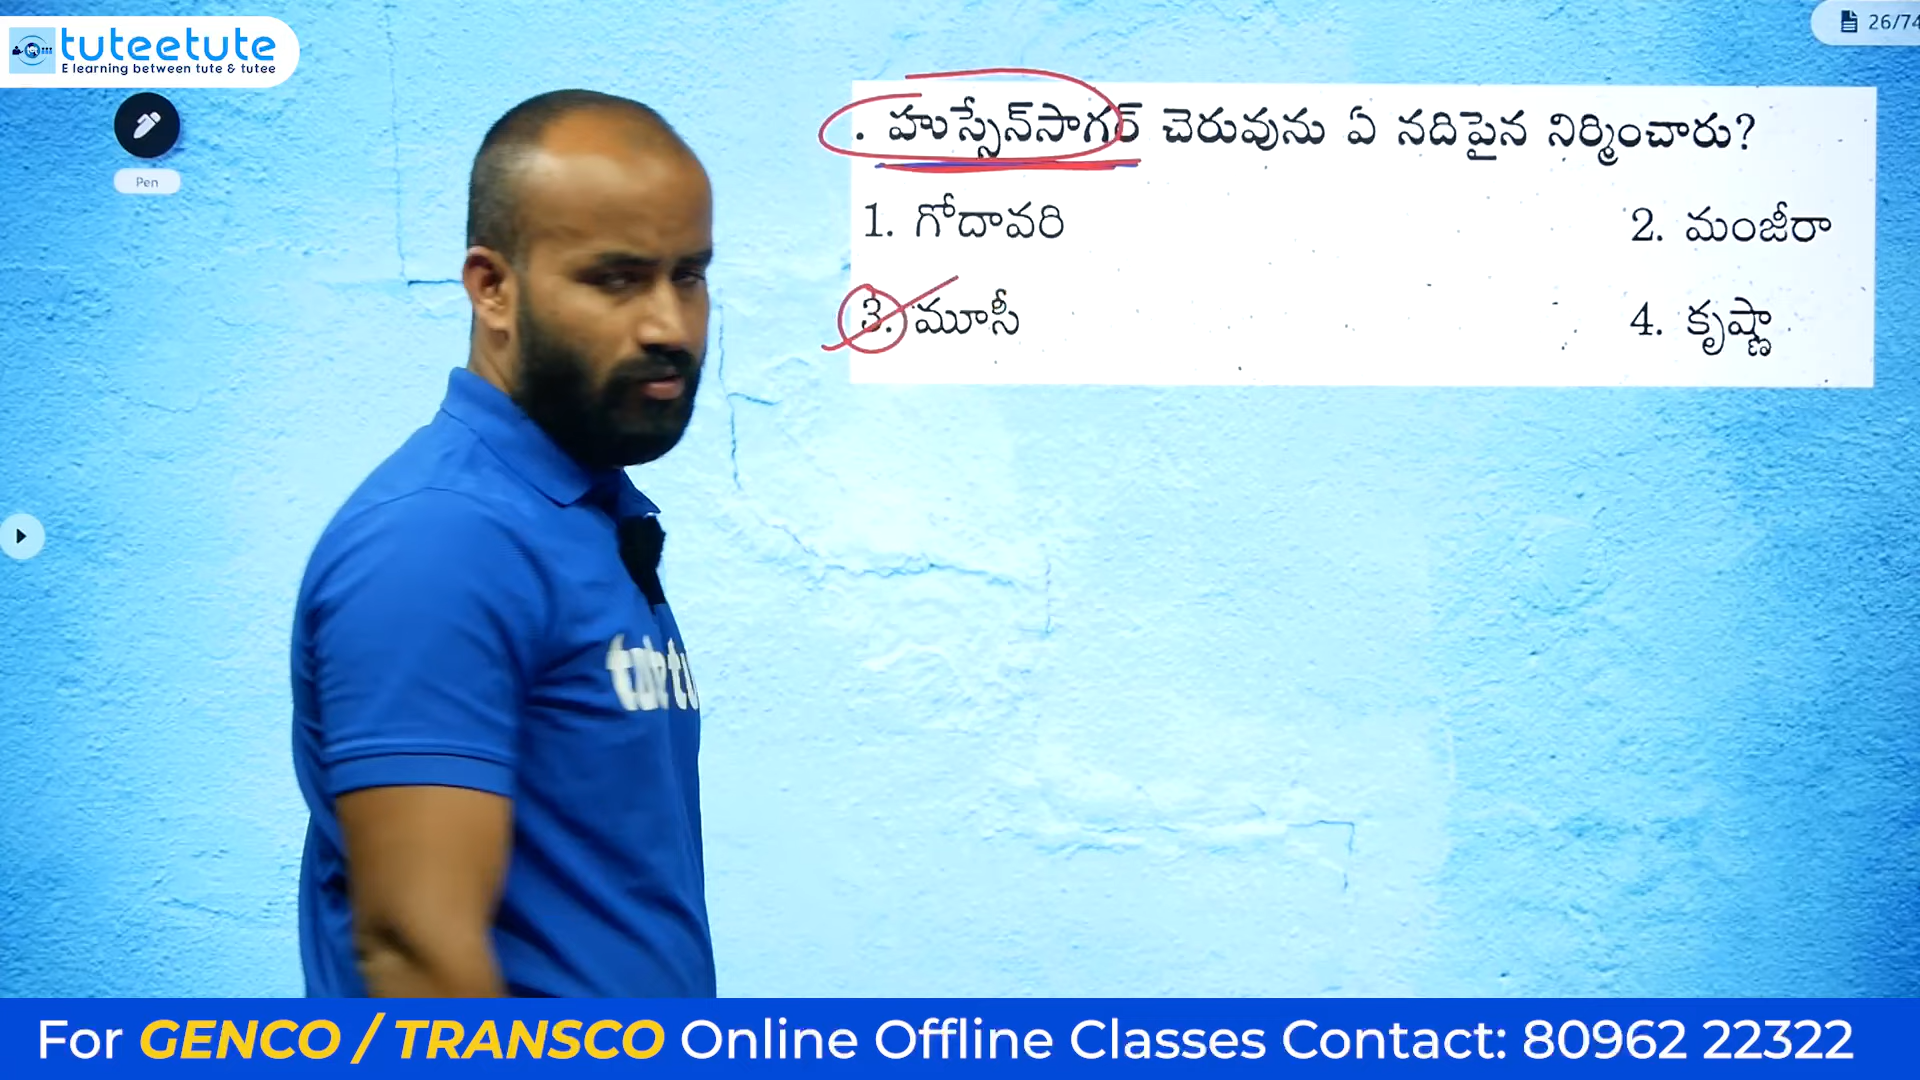 tuteetute
E learning between tute & tutee
Pen
26/74
. హుస్సేన్‌సాగర్ చెరువును ఏ నదిపైన నిర్మించారు?
1. గోదావరి
2. మంజీరా
3. మూసీ
4. కృష్ణా
For GENCO / TRANSCO Online Offline Classes Contact: 80962 22322